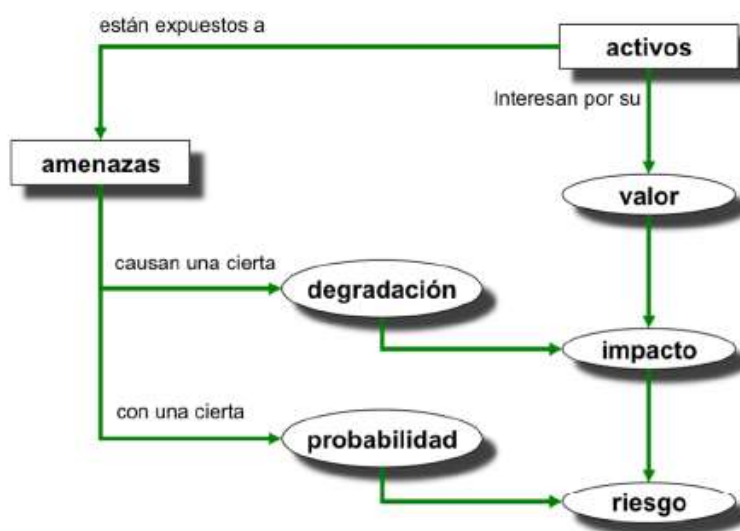 están expuestos a
activos
Interesan por su
amenazas
valor
causan una cierta
degradación
impacto
con una cierta
probabilidad
riesgo